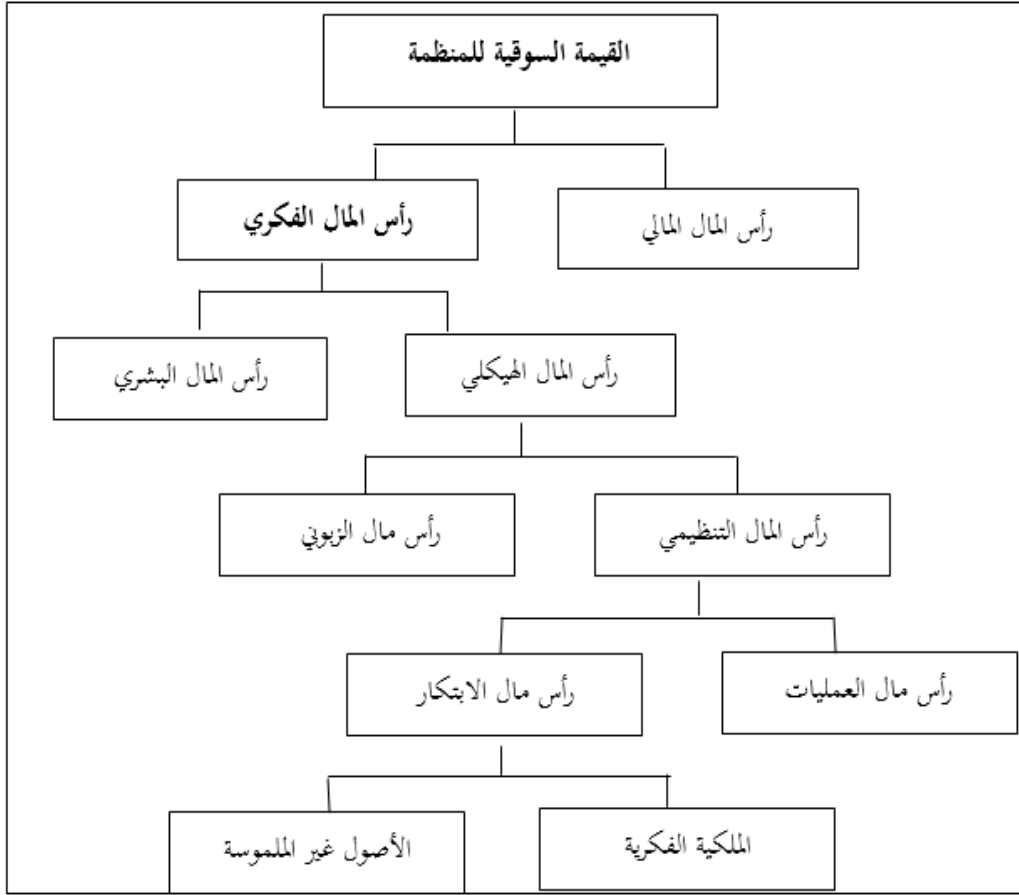 القيمة السوقية للمنظمة
رأس المال المالي
رأس المال الفكري
رأس المال الهيكلي
رأس المال البشري
رأس المال التنظيمي
رأس مال الزبوني
رأس مال العمليات
رأس مال الابتكار
الملكية الفكرية
الأصول غير الملموسة